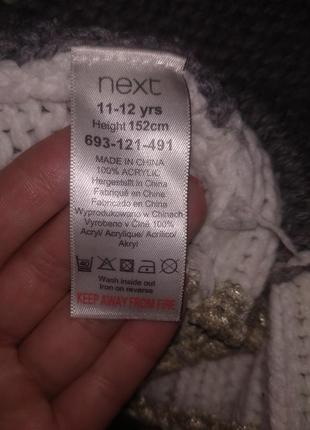 next
11-12 yrs
Height 152cm
693-121-491
MADE IN CHINA
100% ACRYLIC
Hergestellt in China
Fabriqué en Chine
Fabricado en China
Wyprodukowano w Chinach
Vyrobeno v Číně 100%
Acryl/ Acrylique/ Acrílico/
Akryl
Wash inside out
Iron on reverse
KEEP AWAY FROM FIRE